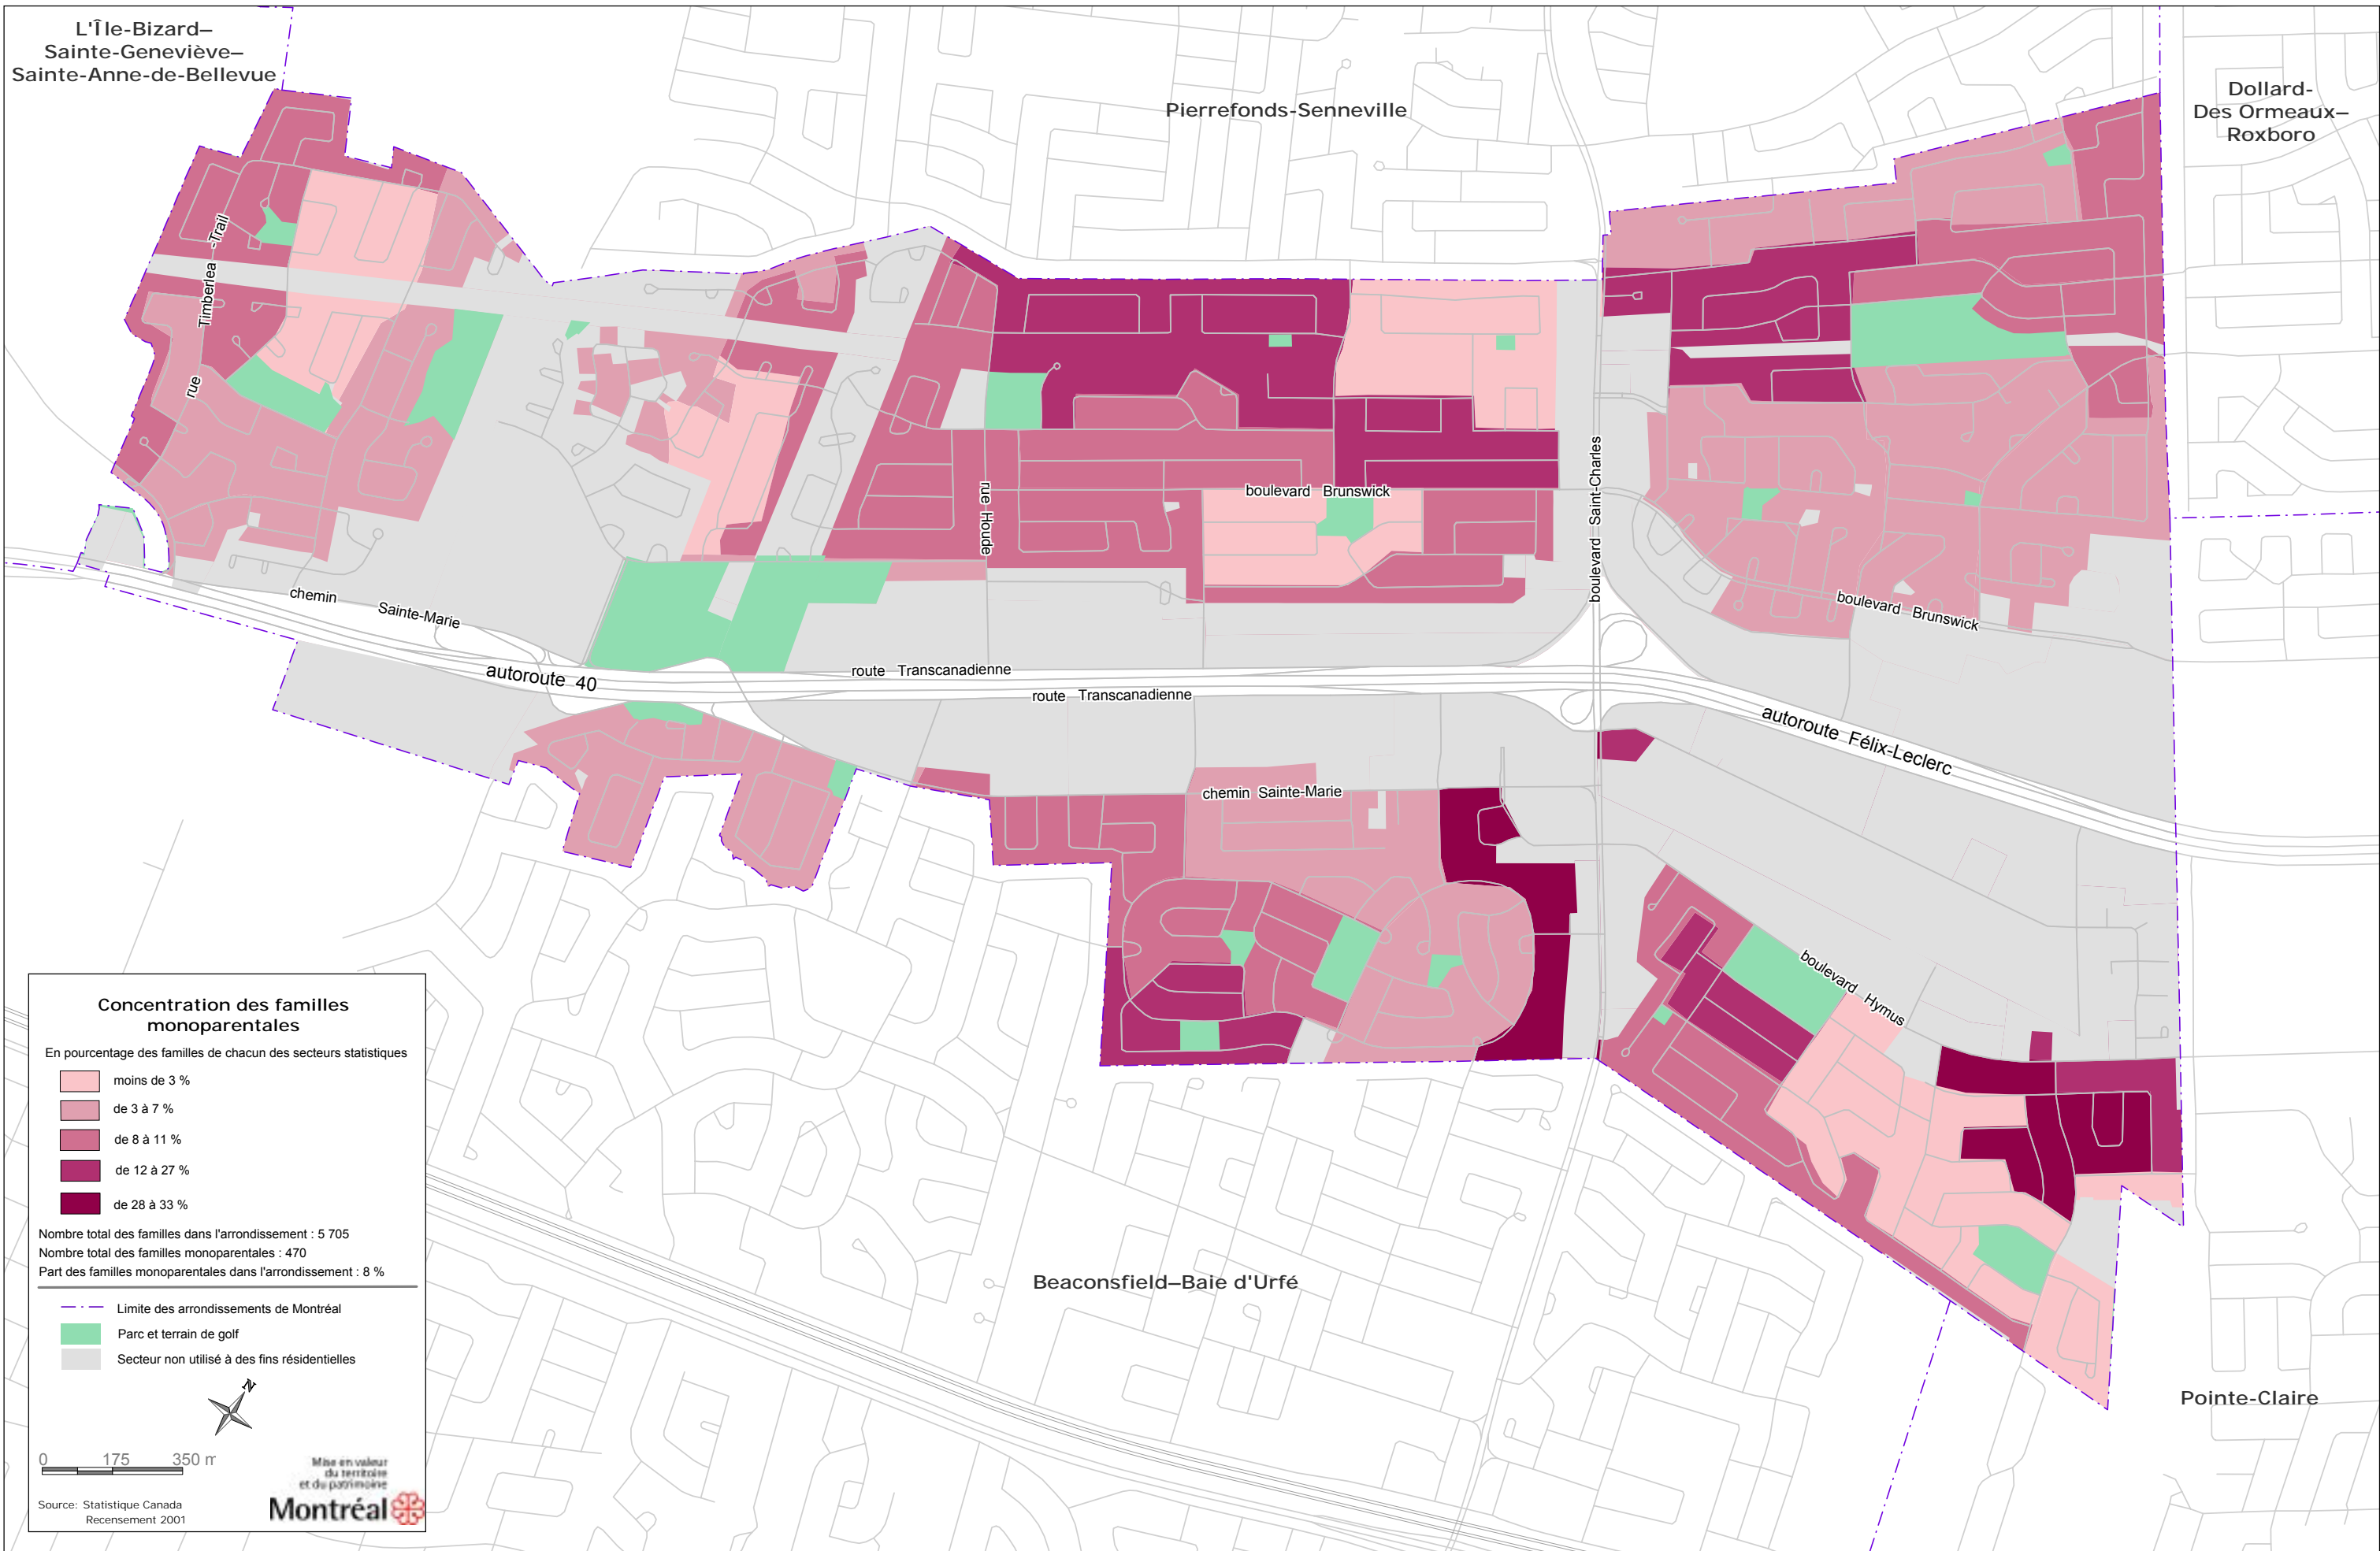 L'Île-Bizard–
Sainte-Geneviève–
Sainte-Anne-de-Bellevue
Pierrefonds-Senneville
Dollard-
Des Ormeaux–
Roxboro
rue Timberlea-Trail
rue Houde
boulevard Brunswick
boulevard Saint-Charles
boulevard Brunswick
chemin Sainte-Marie
autoroute 40
route Transcanadienne
route Transcanadienne
autoroute Félix-Leclerc
chemin Sainte-Marie
boulevard Hymus
Beaconsfield–Baie d'Urfé
Pointe-Claire
Concentration des familles
monoparentales
En pourcentage des familles de chacun des secteurs statistiques
moins de 3 %
de 3 à 7 %
de 8 à 11 %
de 12 à 27 %
de 28 à 33 %
Nombre total des familles dans l'arrondissement : 5 705
Nombre total des familles monoparentales : 470
Part des familles monoparentales dans l'arrondissement : 8 %
Limite des arrondissements de Montréal
Parc et terrain de golf
Secteur non utilisé à des fins résidentielles
N
0 175 350 m
Mise en valeur
du territoire
et du patrimoine
Montréal
Source: Statistique Canada
Recensement 2001